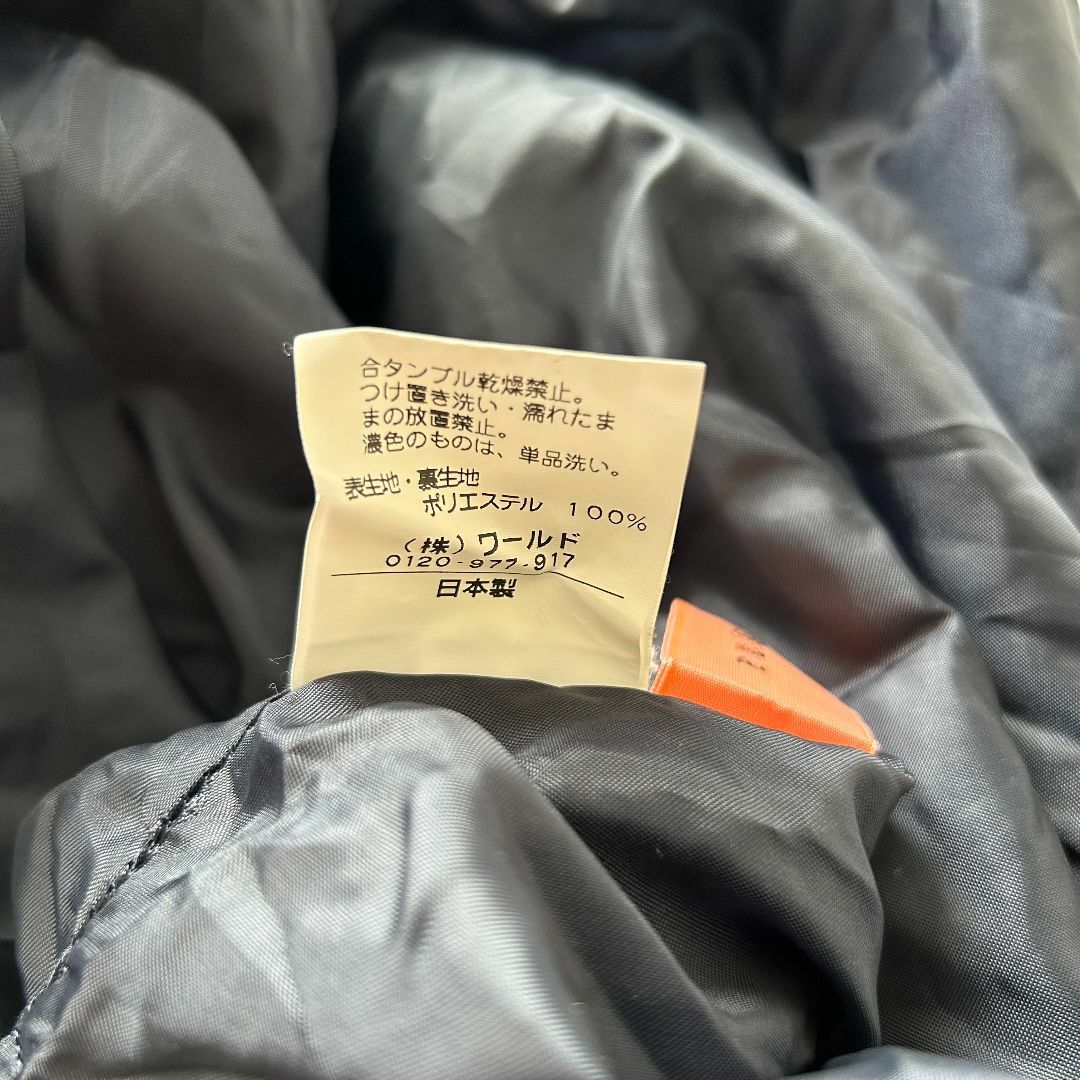 合タンブル乾燥禁止。
つけ置き洗い・濡れたま
まの放置禁止。
濃色のものは、単品洗い。
表生地・裏生地
ポリエステル 100%
(株)ワールド
0120-977-917
日本製